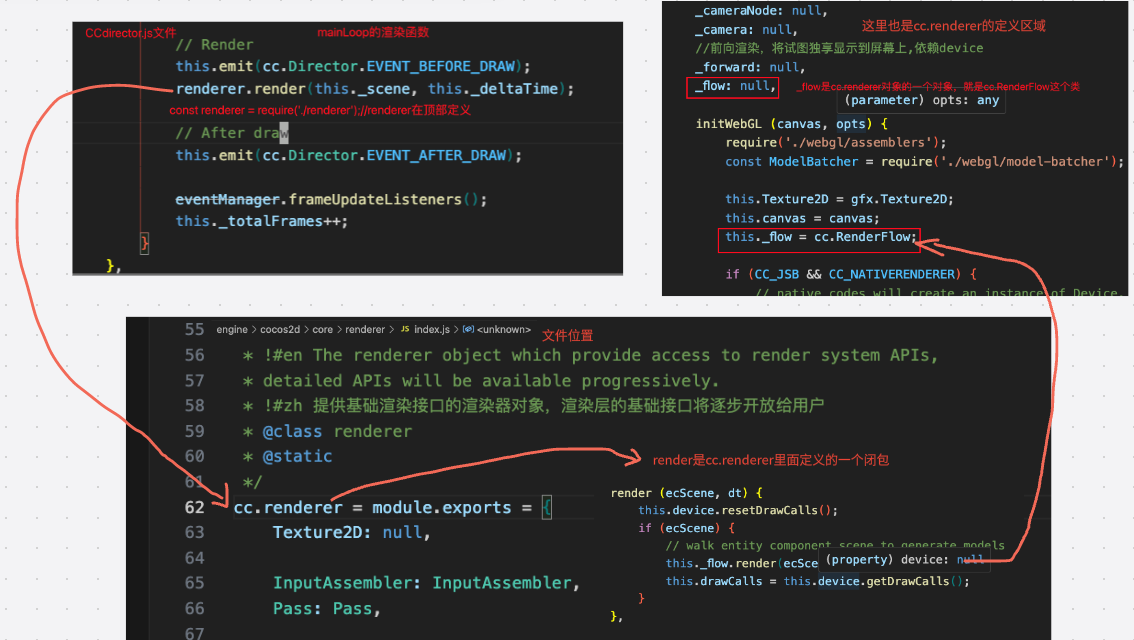 CCdirector.js文件
mainLoop的渲染函数
// Render
this.emit(cc.Director.EVENT_BEFORE_DRAW);
renderer.render(this._scene, this._deltaTime);
const renderer = require('./renderer');//renderer在顶部定义
// After draw
this.emit(cc.Director.EVENT_AFTER_DRAW);
eventManager.frameUpdateListeners();
this._totalFrames++;
}
},
_cameraNode: null,
_camera: null,
这里也是cc.renderer的定义区域
//前向渲染, 将试图独享显示到屏幕上,依赖device
_forward: null,
_flow: null,
_flow是cc.renderer对象的一个对象, 就是cc.RenderFlow这个类
(parameter) opts: any
initWebGL (canvas, opts) {
require('./webgl/assemblers');
const ModelBatcher = require('./webgl/model-batcher');
this.Texture2D = gfx.Texture2D;
this.canvas = canvas;
this._flow = cc.RenderFlow;
if (CC_JSB && CC_NATIVERENDERER) {
// native codes will create an instance of Device,
55 engine > cocos2d > core > renderer > JS index.js > <unknown>
文件位置
56 * !#en The renderer object which provide access to render system APIs,
57 * detailed APIs will be available progressively.
58 * !#zh 提供基础渲染接口的渲染器对象，渲染层的基础接口将逐步开放给用户
59 * @class renderer
60 * @static
61 */
62 cc.renderer = module.exports = {
63 Texture2D: null,
64
65 InputAssembler: InputAssembler,
66 Pass: Pass,
67
render是cc.renderer里面定义的一个闭包
render (ecScene, dt) {
this.device.resetDrawCalls();
if (ecScene) {
// walk entity component scene to generate models
this._flow.render(ecSce
(property) device: null
this.drawCalls = this.device.getDrawCalls();
}
},